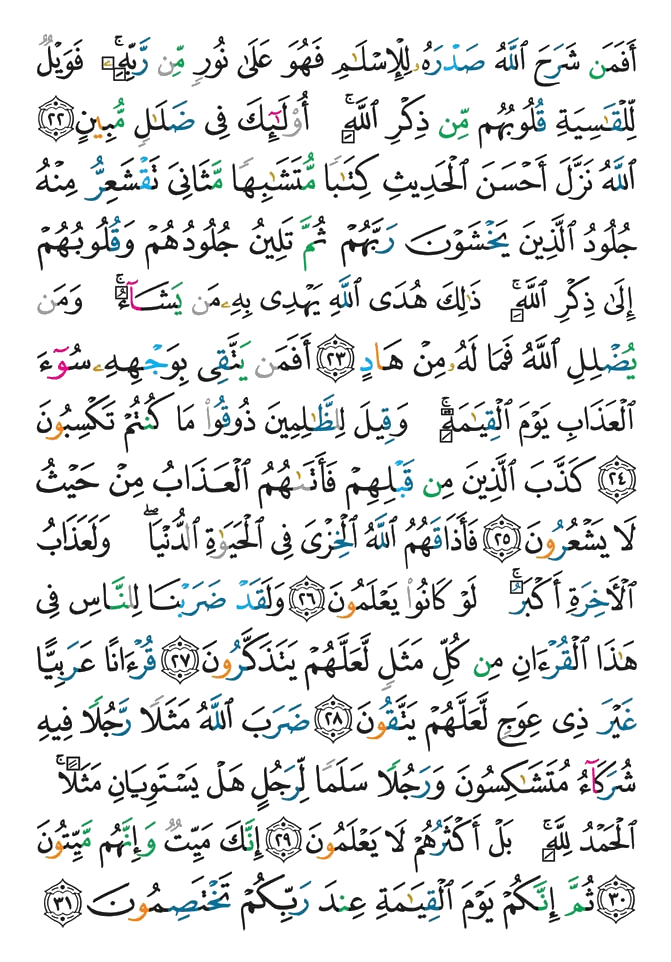 أَفَمَن شَرَحَ ٱللَّهُ صَدْرَهُۥ لِلْإِسْلَٰمِ فَهُوَ عَلَىٰ نُورٍ مِّن رَّبِّهِۦ ۚ فَوَيْلٌ
لِّلْقَٰسِيَةِ قُلُوبُهُم مِّن ذِكْرِ ٱللَّهِ ۚ أُو۟لَٰٓئِكَ فِى ضَلَٰلٍ مُّبِينٍ ٢٢
ٱللَّهُ نَزَّلَ أَحْسَنَ ٱلْحَدِيثِ كِتَٰبًا مُّتَشَٰبِهًا مَّثَانِىَ تَقْشَعِرُّ مِنْهُ
جُلُودُ ٱلَّذِينَ يَخْشَوْنَ رَبَّهُمْ ثُمَّ تَلِينُ جُلُودُهُمْ وَقُلُوبُهُمْ
إِلَىٰ ذِكْرِ ٱللَّهِ ۚ ذَٰلِكَ هُدَى ٱللَّهِ يَهْدِى بِهِۦ مَن يَشَآءُ ۚ وَمَن
يُضْلِلِ ٱللَّهُ فَمَا لَهُۥ مِنْ هَادٍ ٢٣ أَفَمَن يَتَّقِى بِوَجْهِهِۦ سُوٓءَ
ٱلْعَذَابِ يَوْمَ ٱلْقِيَٰمَةِ ۚ وَقِيلَ لِلظَّٰلِمِينَ ذُوقُوا۟ مَا كُنتُمْ تَكْسِبُونَ
٢٤ كَذَّبَ ٱلَّذِينَ مِن قَبْلِهِمْ فَأَتَىٰهُمُ ٱلْعَذَابُ مِنْ حَيْثُ
لَا يَشْعُرُونَ ٢٥ فَأَذَاقَهُمُ ٱللَّهُ ٱلْخِزْىَ فِى ٱلْحَيَوٰةِ ٱلدُّنْيَا ۖ وَلَعَذَابُ
ٱلْءَاخِرَةِ أَكْبَرُ ۚ لَوْ كَانُوا۟ يَعْلَمُونَ ٢٦ وَلَقَدْ ضَرَبْنَا لِلنَّاسِ فِى
هَٰذَا ٱلْقُرْءَانِ مِن كُلِّ مَثَلٍ لَّعَلَّهُمْ يَتَذَكَّرُونَ ٢٧ قُرْءَانًا عَرَبِيًّا
غَيْرَ ذِى عِوَجٍ لَّعَلَّهُمْ يَتَّقُونَ ٢٨ ضَرَبَ ٱللَّهُ مَثَلًا رَّجُلًا فِيهِ
شُرَكَآءُ مُتَشَٰكِسُونَ وَرَجُلًا سَلَمًا لِّرَجُلٍ هَلْ يَسْتَوِيَانِ مَثَلًا ۚ
ٱلْحَمْدُ لِلَّهِ ۚ بَلْ أَكْثَرُهُمْ لَا يَعْلَمُونَ ٢٩ إِنَّكَ مَيِّتٌ وَإِنَّهُم مَّيِّتُونَ
٣٠ ثُمَّ إِنَّكُمْ يَوْمَ ٱلْقِيَٰمَةِ عِندَ رَبِّكُمْ تَخْتَصِمُونَ ٣١